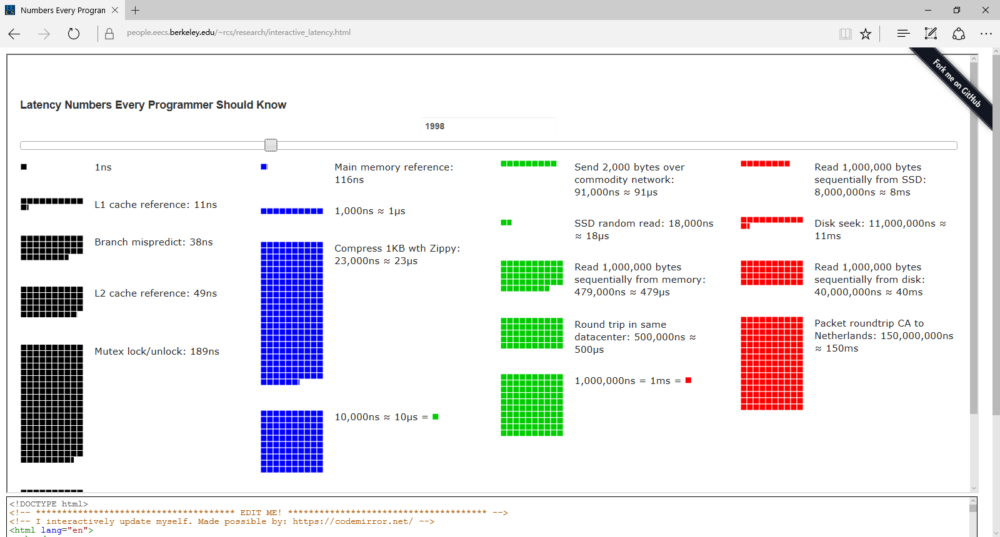 Numbers Every Progran
people.eecs.berkeley.edu/~rcs/research/interactive_latency.html
Fork me on GitHub
Latency Numbers Every Programmer Should Know
1998
1ns
L1 cache reference: 11ns
Branch mispredict: 38ns
L2 cache reference: 49ns
Mutex lock/unlock: 189ns
Main memory reference:
116ns
1,000ns ≈ 1μs
Compress 1KB wth Zippy:
23,000ns ≈ 23μs
10,000ns ≈ 10μs =
Send 2,000 bytes over
commodity network:
91,000ns ≈ 91μs
SSD random read: 18,000ns
≈ 18μs
Read 1,000,000 bytes
sequentially from memory:
479,000ns ≈ 479μs
Round trip in same
datacenter: 500,000ns ≈
500μs
1,000,000ns = 1ms =
Read 1,000,000 bytes
sequentially from SSD:
8,000,000ns ≈ 8ms
Disk seek: 11,000,000ns ≈
11ms
Read 1,000,000 bytes
sequentially from disk:
40,000,000ns ≈ 40ms
Packet roundtrip CA to
Netherlands: 150,000,000ns
≈ 150ms
<!DOCTYPE html>
<!-- ************************************** EDIT ME! ************************************** -->
<!-- I interactively update myself. Made possible by: https://codemirror.net/ -->
<html lang="en">